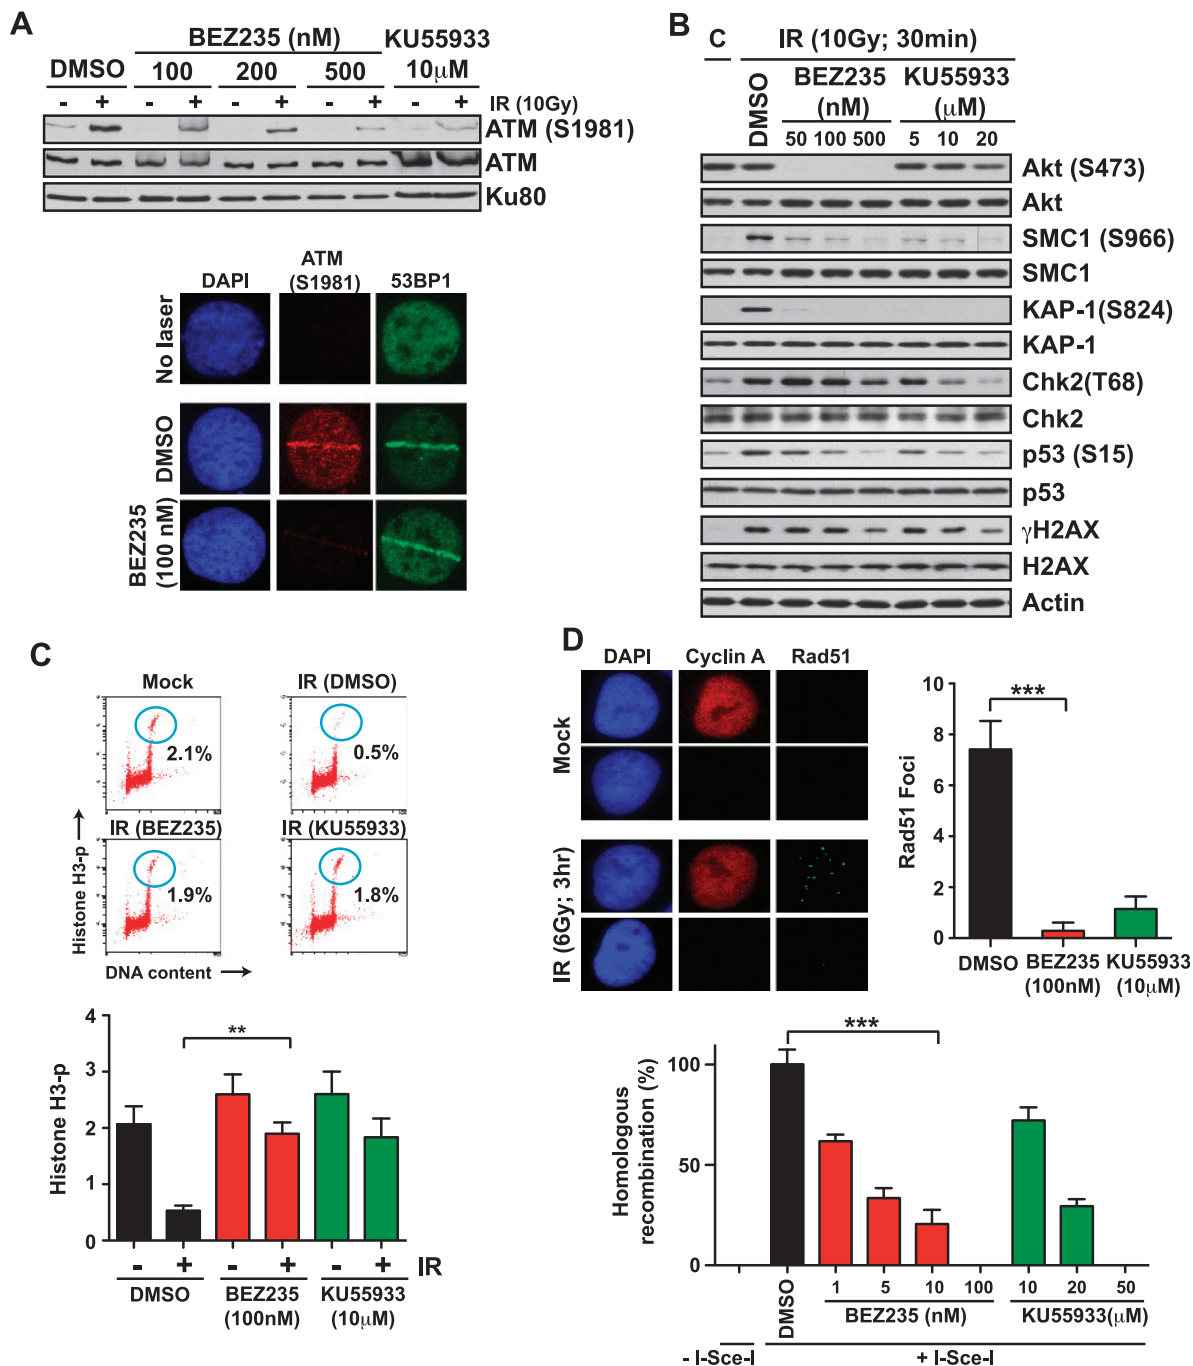 A
BEZ235 (nM)
KU55933
DMSO
100
200
500
10µM
- + - + - + - + - +
IR (10Gy)
ATM (S1981)
ATM
Ku80
DAPI
ATM
(S1981)
53BP1
No laser
DMSO
BEZ235
(100 nM)
B
C
IR (10Gy; 30min)
DMSO
BEZ235
(nM)
KU55933
(µM)
50 100 500
5 10 20
Akt (S473)
Akt
SMC1 (S966)
SMC1
KAP-1(S824)
KAP-1
Chk2(T68)
Chk2
p53 (S15)
p53
γH2AX
H2AX
Actin
C
Mock
IR (DMSO)
2.1%
0.5%
IR (BEZ235)
IR (KU55933)
1.9%
1.8%
Histone H3-p
DNA content
Histone H3-p
4
3
2
1
0
**
- + - + - +
IR
DMSO
BEZ235
(100nM)
KU55933
(10µM)
D
DAPI
Cyclin A
Rad51
Mock
IR (6Gy; 3hr)
Rad51 Foci
10
8
6
4
2
0
***
DMSO
BEZ235
(100nM)
KU55933
(10µM)
Homologous
recombination (%)
100
50
0
***
DMSO
1 5 10 100
10 20 50
BEZ235 (nM)
KU55933(µM)
- I-Sce-I
+ I-Sce-I